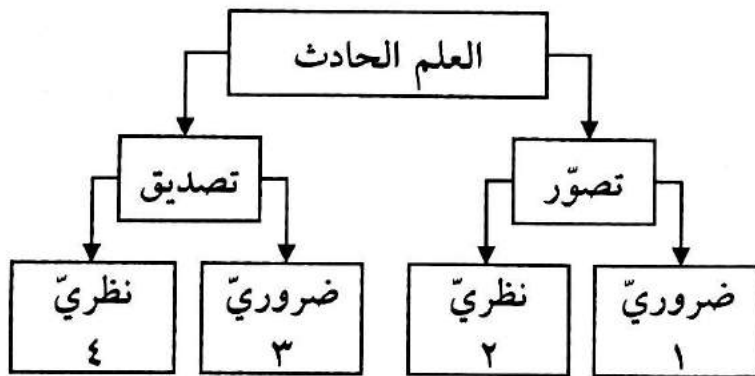 العلم الحادث
تصوّر
تصديق
ضروريّ
١
نظريّ
٢
ضروريّ
٣
نظريّ
٤